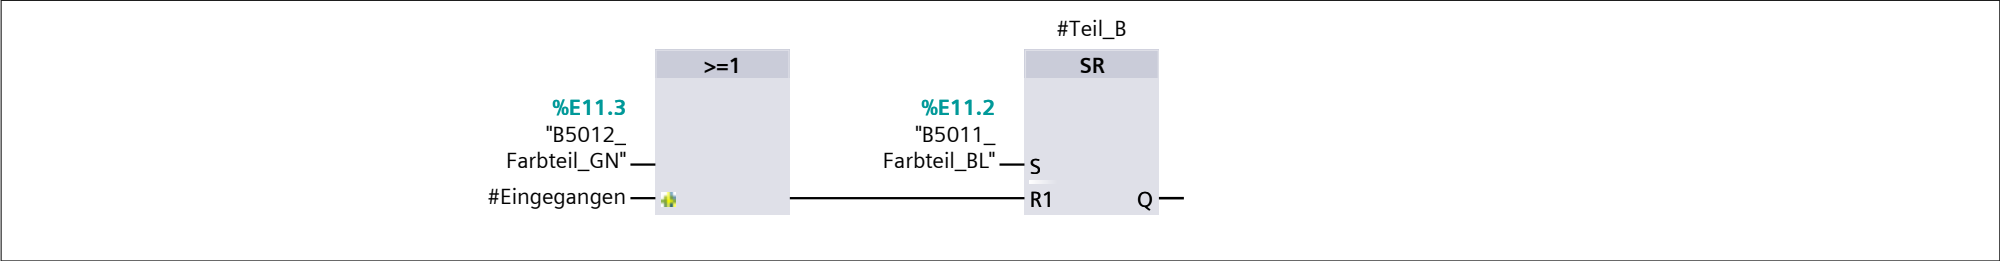 #Teil_B
>=1
SR
%E11.3
"B5012_
Farbteil_GN"
#Eingegangen
%E11.2
"B5011_
Farbteil_BL"
S
R1
Q